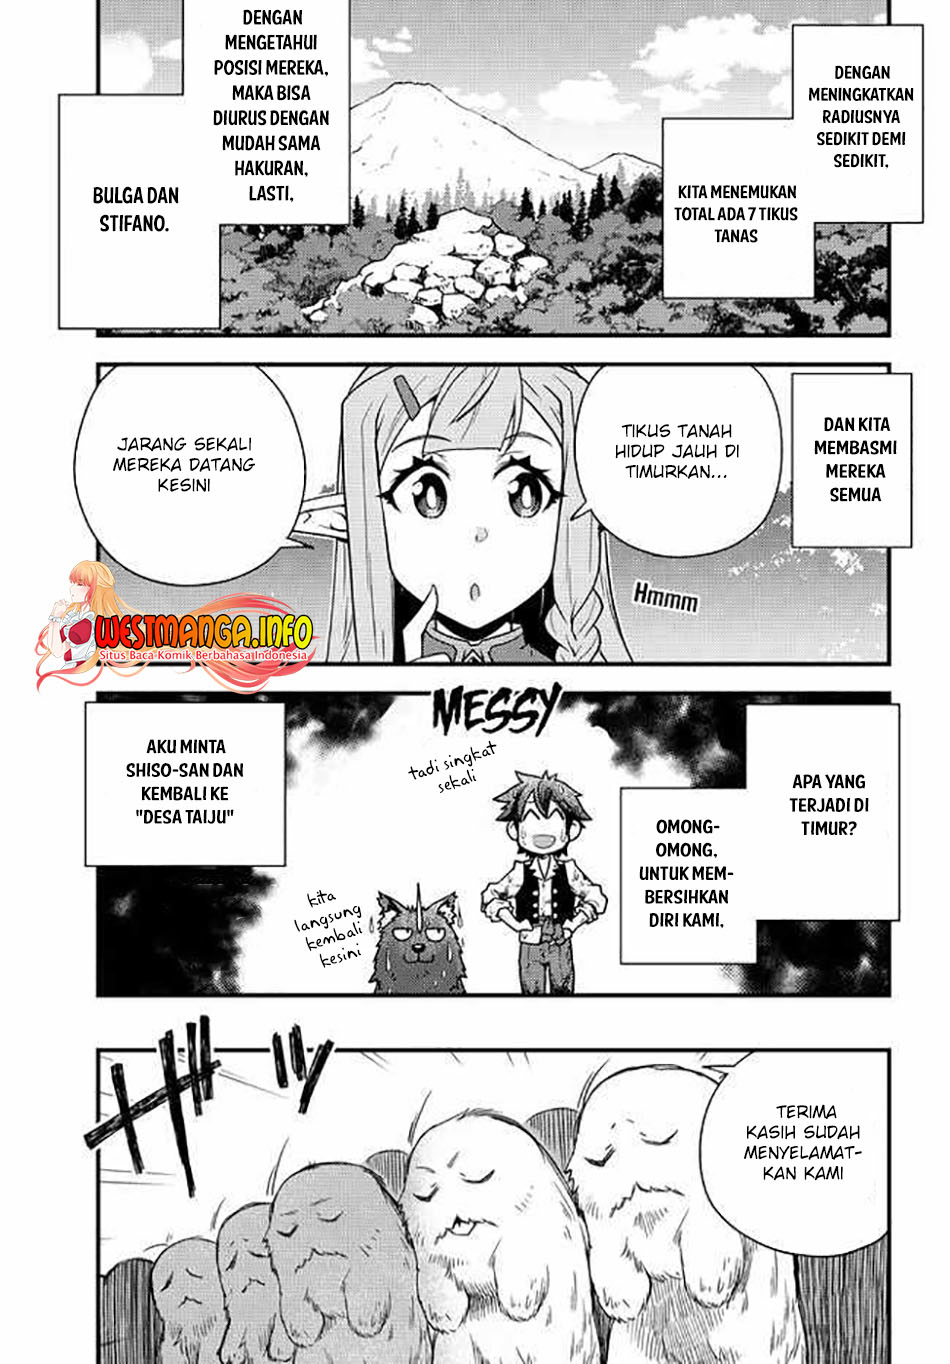 DENGAN
MENINGKATKAN
RADIUSNYA
SEDIKIT DEMI
SEDIKIT,
KITA MENEMUKAN
TOTAL ADA 7 TIKUS
TANAS
DENGAN
MENGETAHUI
POSISI MEREKA,
MAKA BISA
DIURUS DENGAN
MUDAH SAMA
HAKURAN,
LASTI,
BULGA DAN
STIFANO.
DAN KITA
MEMBASMI
MEREKA
SEMUA
TIKUS TANAH
HIDUP JAUH DI
TIMURKAN...
Hmmm
JARANG SEKALI
MEREKA DATANG
KESINI
WESTMANGA.INFO
Situs Baca Komik Berbahasa Indonesia
APA YANG
TERJADI DI
TIMUR?
OMONG-
OMONG,
UNTUK MEM-
BERSIHKAN
DIRI KAMI,
MESSY
tadi singkat
sekali
kita
langsung
kembali
kesini
AKU MINTA
SHISO-SAN DAN
KEMBALI KE
"DESA TAIJU"
TERIMA
KASIH SUDAH
MENYELAMAT-
KAN KAMI